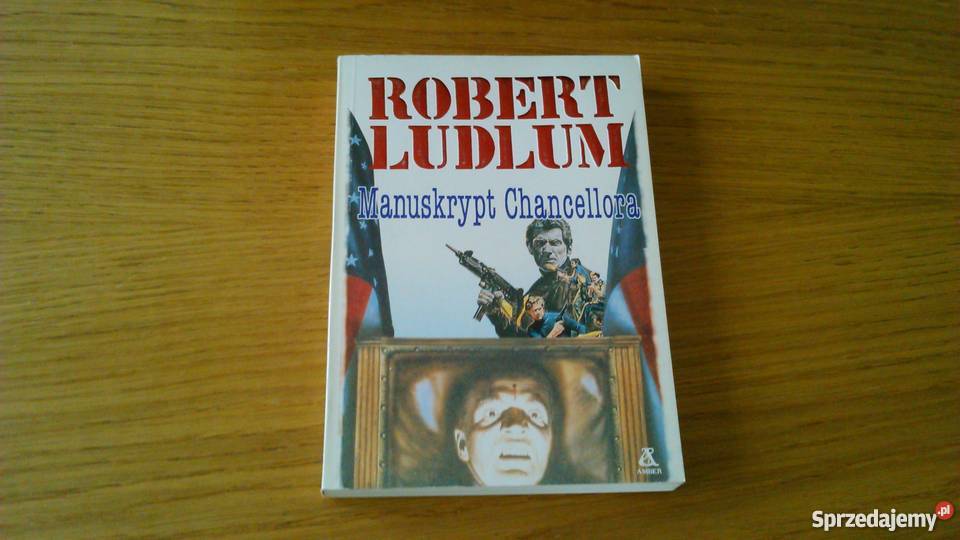 ROBERT
LUDLUM
Manuskrypt Chancellora
AMBER
Sprzedajemy.pl